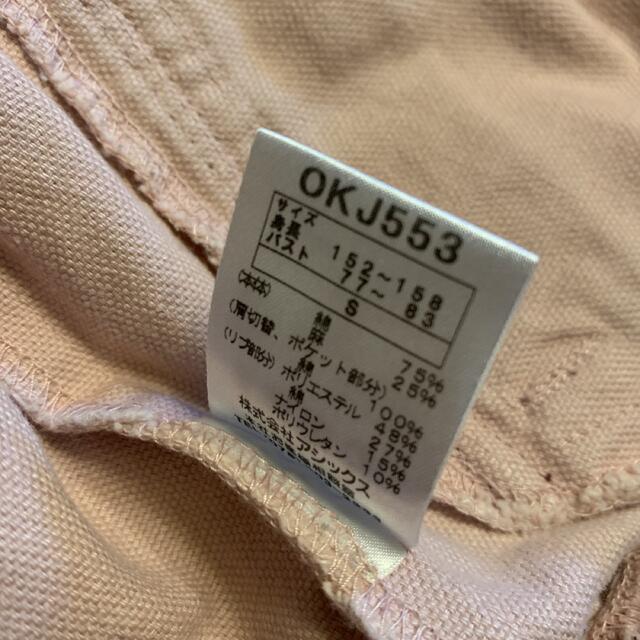 OKJ553
サイズ
身長 152～158
バスト 77～ 83
S
(本体) 綿 75%
麻 25%
(肩切替、ポケット部分)
綿 100%
(リブ部分) ポリエステル 48%
綿 27%
ナイロン 15%
ポリウレタン 10%
株式会社アシックス